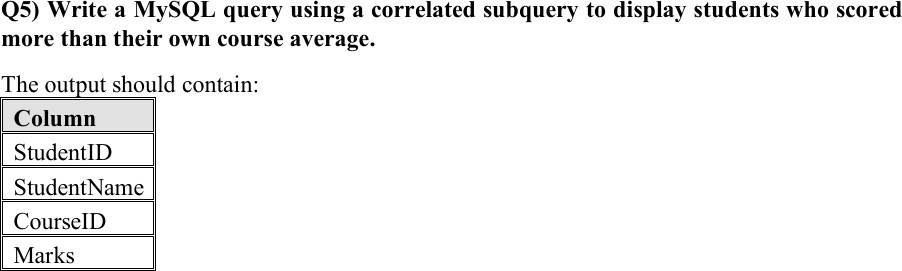 Q5) Write a MySQL query using a correlated subquery to display students who scored
more than their own course average.
The output should contain:
Column
StudentID
StudentName
CourseID
Marks